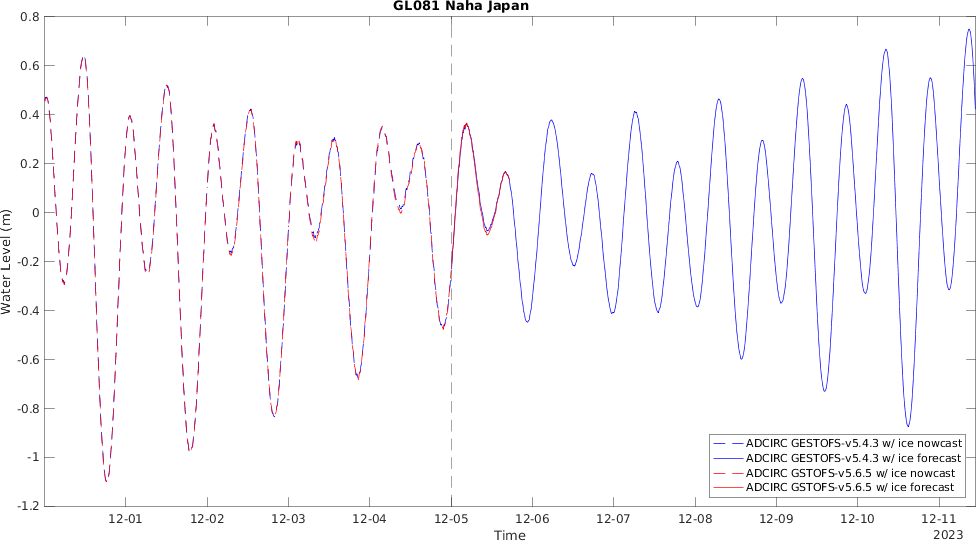 GL081 Naha Japan
0.8
0.6
0.4
0.2
0
-0.2
-0.4
-0.6
-0.8
-1
-1.2
Water Level (m)
12-01 12-02 12-03 12-04 12-05 12-06 12-07 12-08 12-09 12-10 12-11
Time
2023
ADCIRC GESTOFS-v5.4.3 w/ ice nowcast
ADCIRC GESTOFS-v5.4.3 w/ ice forecast
ADCIRC GSTOFS-v5.6.5 w/ ice nowcast
ADCIRC GSTOFS-v5.6.5 w/ ice forecast